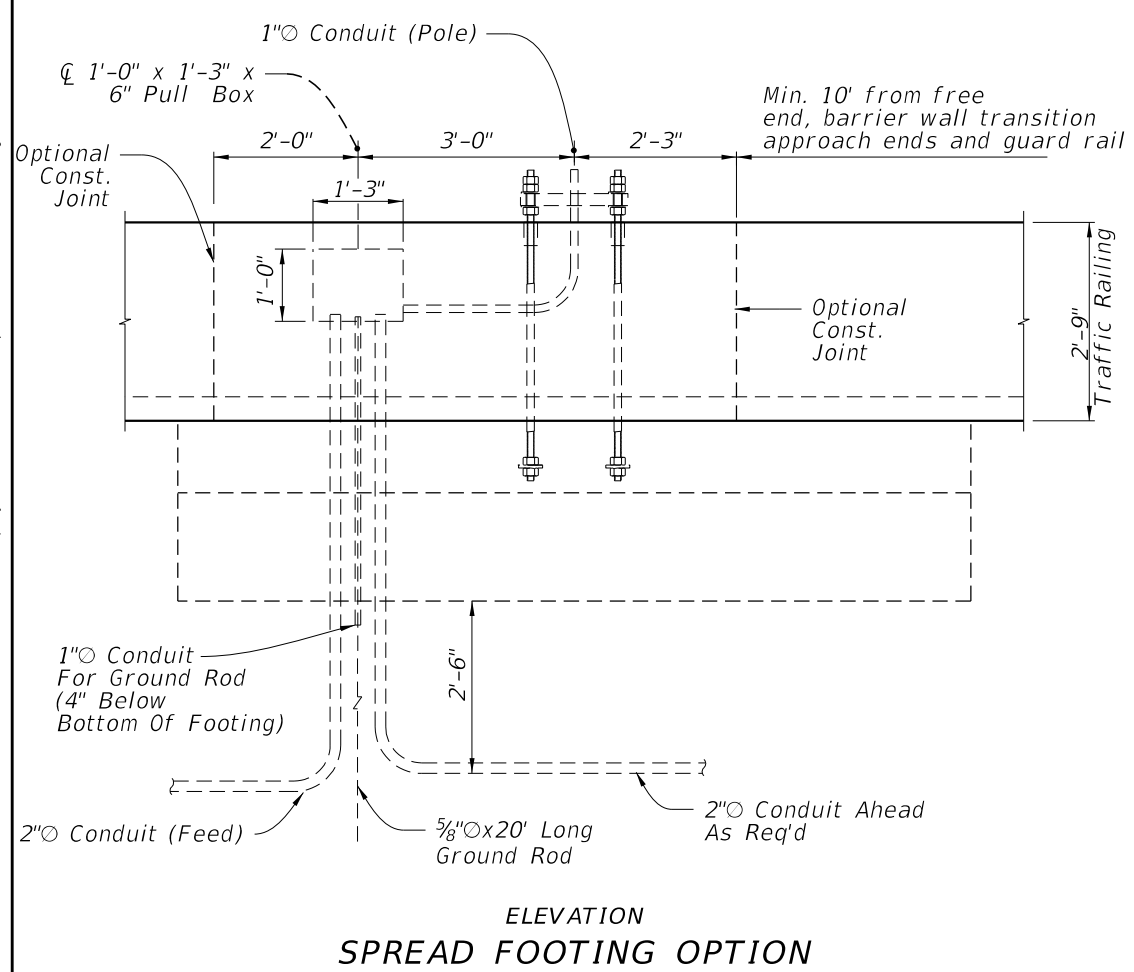 1"∅ Conduit (Pole)
℄ 1'-0" x 1'-3" x
6" Pull Box
Min. 10' from free
end, barrier wall transition
approach ends and guard rail
2'-0"
3'-0"
2'-3"
Optional
Const.
Joint
1'-3"
1'-0"
Optional
Const.
Joint
2'-9"
Traffic Railing
1"∅ Conduit
For Ground Rod
(4" Below
Bottom Of Footing)
2'-6"
2"∅ Conduit (Feed)
⅝"∅x20' Long
Ground Rod
2"∅ Conduit Ahead
As Req'd
ELEVATION
SPREAD FOOTING OPTION